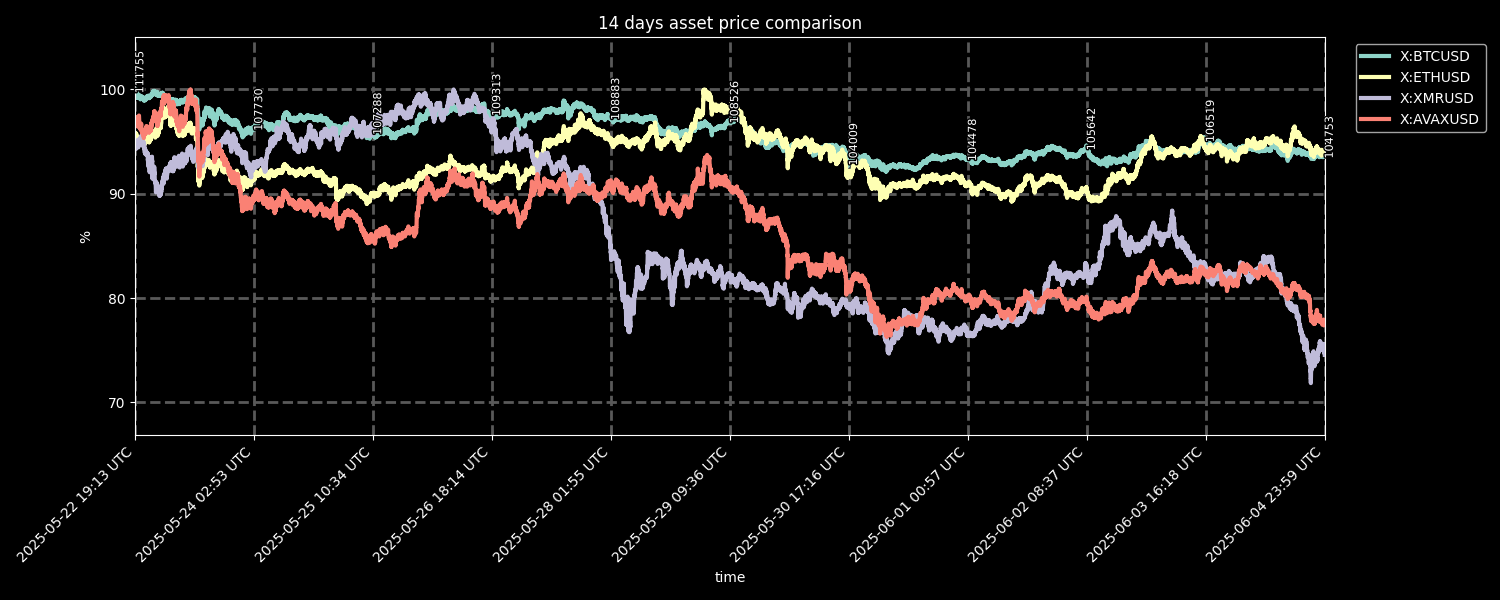 14 days asset price comparison
X:BTCUSD
X:ETHUSD
X:XMRUSD
X:AVAXUSD
111755
107730
107288
109313
108883
108526
104009
104478
105642
106519
104753
100
90
80
70
%
2025-05-22 19:13 UTC
2025-05-24 02:53 UTC
2025-05-25 10:34 UTC
2025-05-26 18:14 UTC
2025-05-28 01:55 UTC
2025-05-29 09:36 UTC
2025-05-30 17:16 UTC
2025-06-01 00:57 UTC
2025-06-02 08:37 UTC
2025-06-03 16:18 UTC
2025-06-04 23:59 UTC
time